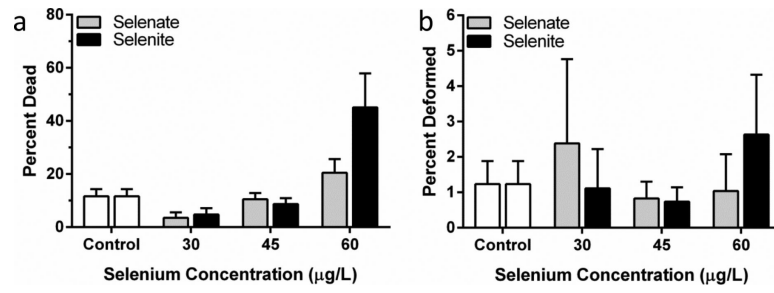 a
80
60
40
20
0
Percent Dead
Selenate
Selenite
Control 30 45 60
Selenium Concentration (μg/L)
b
6
5
4
3
2
1
0
Percent Deformed
Selenate
Selenite
Control 30 45 60
Selenium Concentration (μg/L)